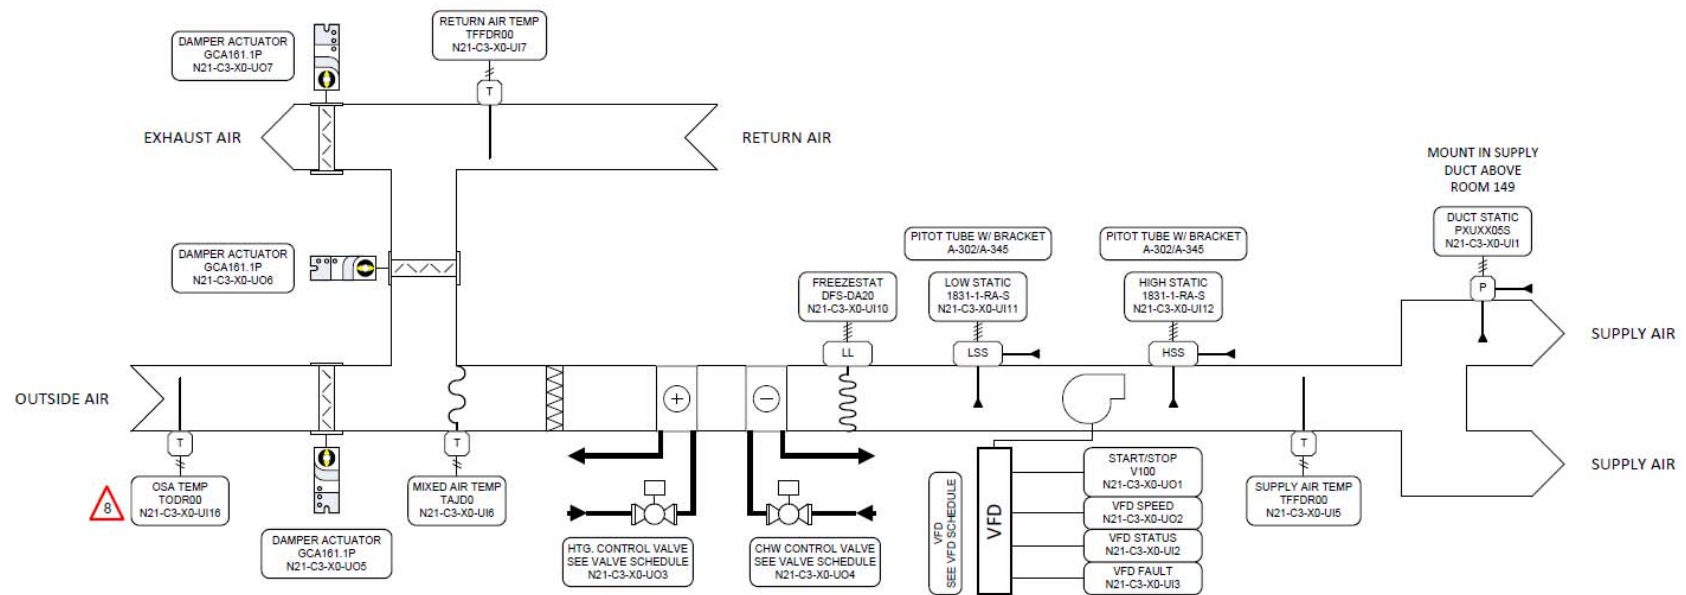 DAMPER ACTUATOR
GCA161.1P
N21-C3-X0-UO7
RETURN AIR TEMP
TFFDR00
N21-C3-X0-UI7
T
EXHAUST AIR
RETURN AIR
MOUNT IN SUPPLY
DUCT ABOVE
ROOM 149
DUCT STATIC
PXUXX05S
N21-C3-X0-UI1
P
DAMPER ACTUATOR
GCA161.1P
N21-C3-X0-UO6
PITOT TUBE W/ BRACKET
A-302/A-345
PITOT TUBE W/ BRACKET
A-302/A-345
FREEZESTAT
DFS-DA20
N21-C3-X0-UI10
LOW STATIC
1831-1-RA-S
N21-C3-X0-UI11
HIGH STATIC
1831-1-RA-S
N21-C3-X0-UI12
LL
LSS
HSS
SUPPLY AIR
OUTSIDE AIR
T
T
T
SUPPLY AIR
8
OSA TEMP
TODR00
N21-C3-X0-UI16
DAMPER ACTUATOR
GCA161.1P
N21-C3-X0-UO5
MIXED AIR TEMP
TAJD0
N21-C3-X0-UI6
HTG. CONTROL VALVE
SEE VALVE SCHEDULE
N21-C3-X0-UO3
CHW CONTROL VALVE
SEE VALVE SCHEDULE
N21-C3-X0-UO4
VFD
SEE VFD SCHEDULE
VFD
START/STOP
V100
N21-C3-X0-UO1
VFD SPEED
N21-C3-X0-UO2
VFD STATUS
N21-C3-X0-UI2
VFD FAULT
N21-C3-X0-UI3
SUPPLY AIR TEMP
TFFDR00
N21-C3-X0-UI5